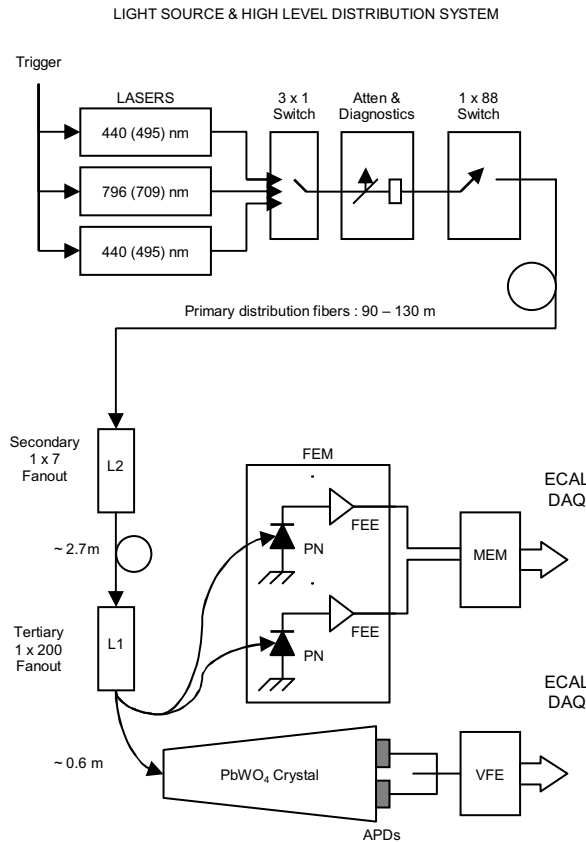 LIGHT SOURCE & HIGH LEVEL DISTRIBUTION SYSTEM
Trigger
LASERS
3 x 1
Switch
Atten &
Diagnostics
1 x 88
Switch
440 (495) nm
796 (709) nm
440 (495) nm
Primary distribution fibers : 90 – 130 m
Secondary
1 x 7
Fanout
L2
~ 2.7m
Tertiary
1 x 200
Fanout
L1
~ 0.6 m
FEM
PN
FEE
PN
FEE
MEM
ECAL
DAQ
PbWO₄ Crystal
APDs
VFE
ECAL
DAQ